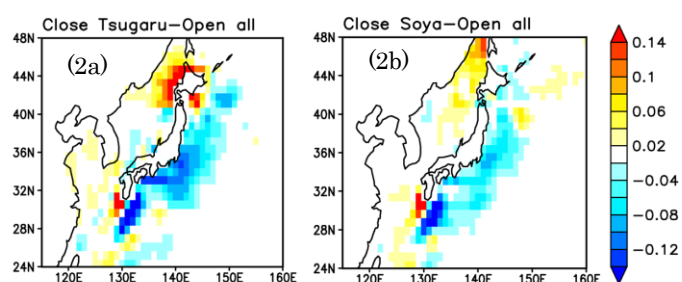 Close Tsugaru-Open all
Close Soya-Open all
(2a)
(2b)
48N
44N
40N
36N
32N
28N
24N
120E
130E
140E
150E
160E
48N
44N
40N
36N
32N
28N
24N
120E
130E
140E
150E
160E
0.14
0.1
0.06
0.02
-0.04
-0.08
-0.12